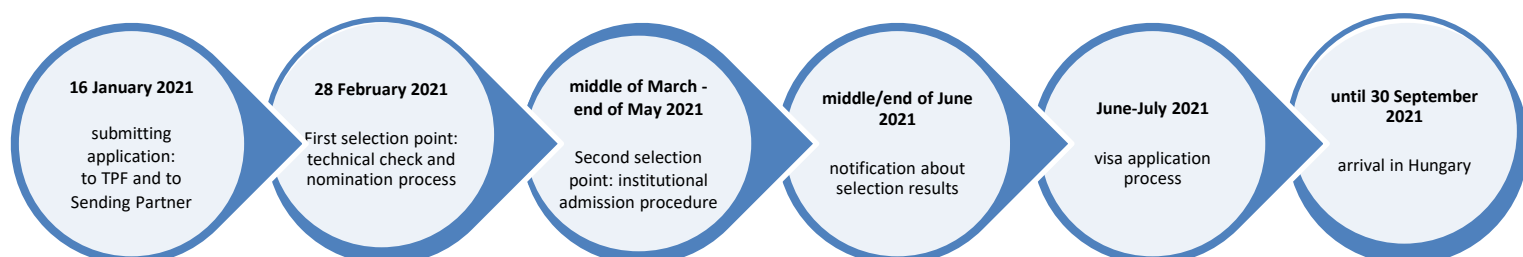 16 January 2021
submitting
application:
to TPF and to
Sending Partner
28 February 2021
First selection point:
technical check and
nomination process
middle of March -
end of May 2021
Second selection
point: institutional
admission procedure
middle/end of June
2021
notification about
selection results
June-July 2021
visa application
process
until 30 September
2021
arrival in Hungary